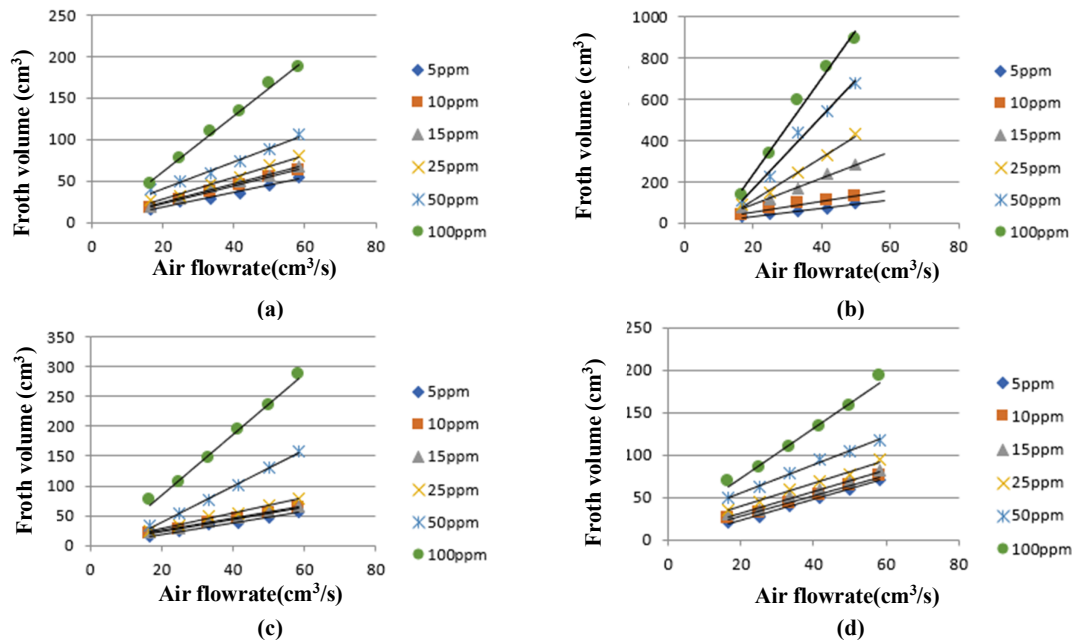 250
200
150
100
50
0
0 20 40 60 80
Froth volume (cm³)
Air flowrate(cm³/s)
5ppm
10ppm
15ppm
25ppm
50ppm
100ppm
(a)
1000
800
600
400
200
0
0 20 40 60 80
Froth volume (cm³)
Air flowrate(cm³/s)
5ppm
10ppm
15ppm
25ppm
50ppm
100ppm
(b)
350
300
250
200
150
100
50
0
0 20 40 60 80
Froth volume (cm³)
Air flowrate(cm³/s)
5ppm
10ppm
15ppm
25ppm
50ppm
100ppm
(c)
250
200
150
100
50
0
0 20 40 60 80
Froth volume (cm³)
Air flowrate(cm³/s)
5ppm
10ppm
15ppm
25ppm
50ppm
100ppm
(d)